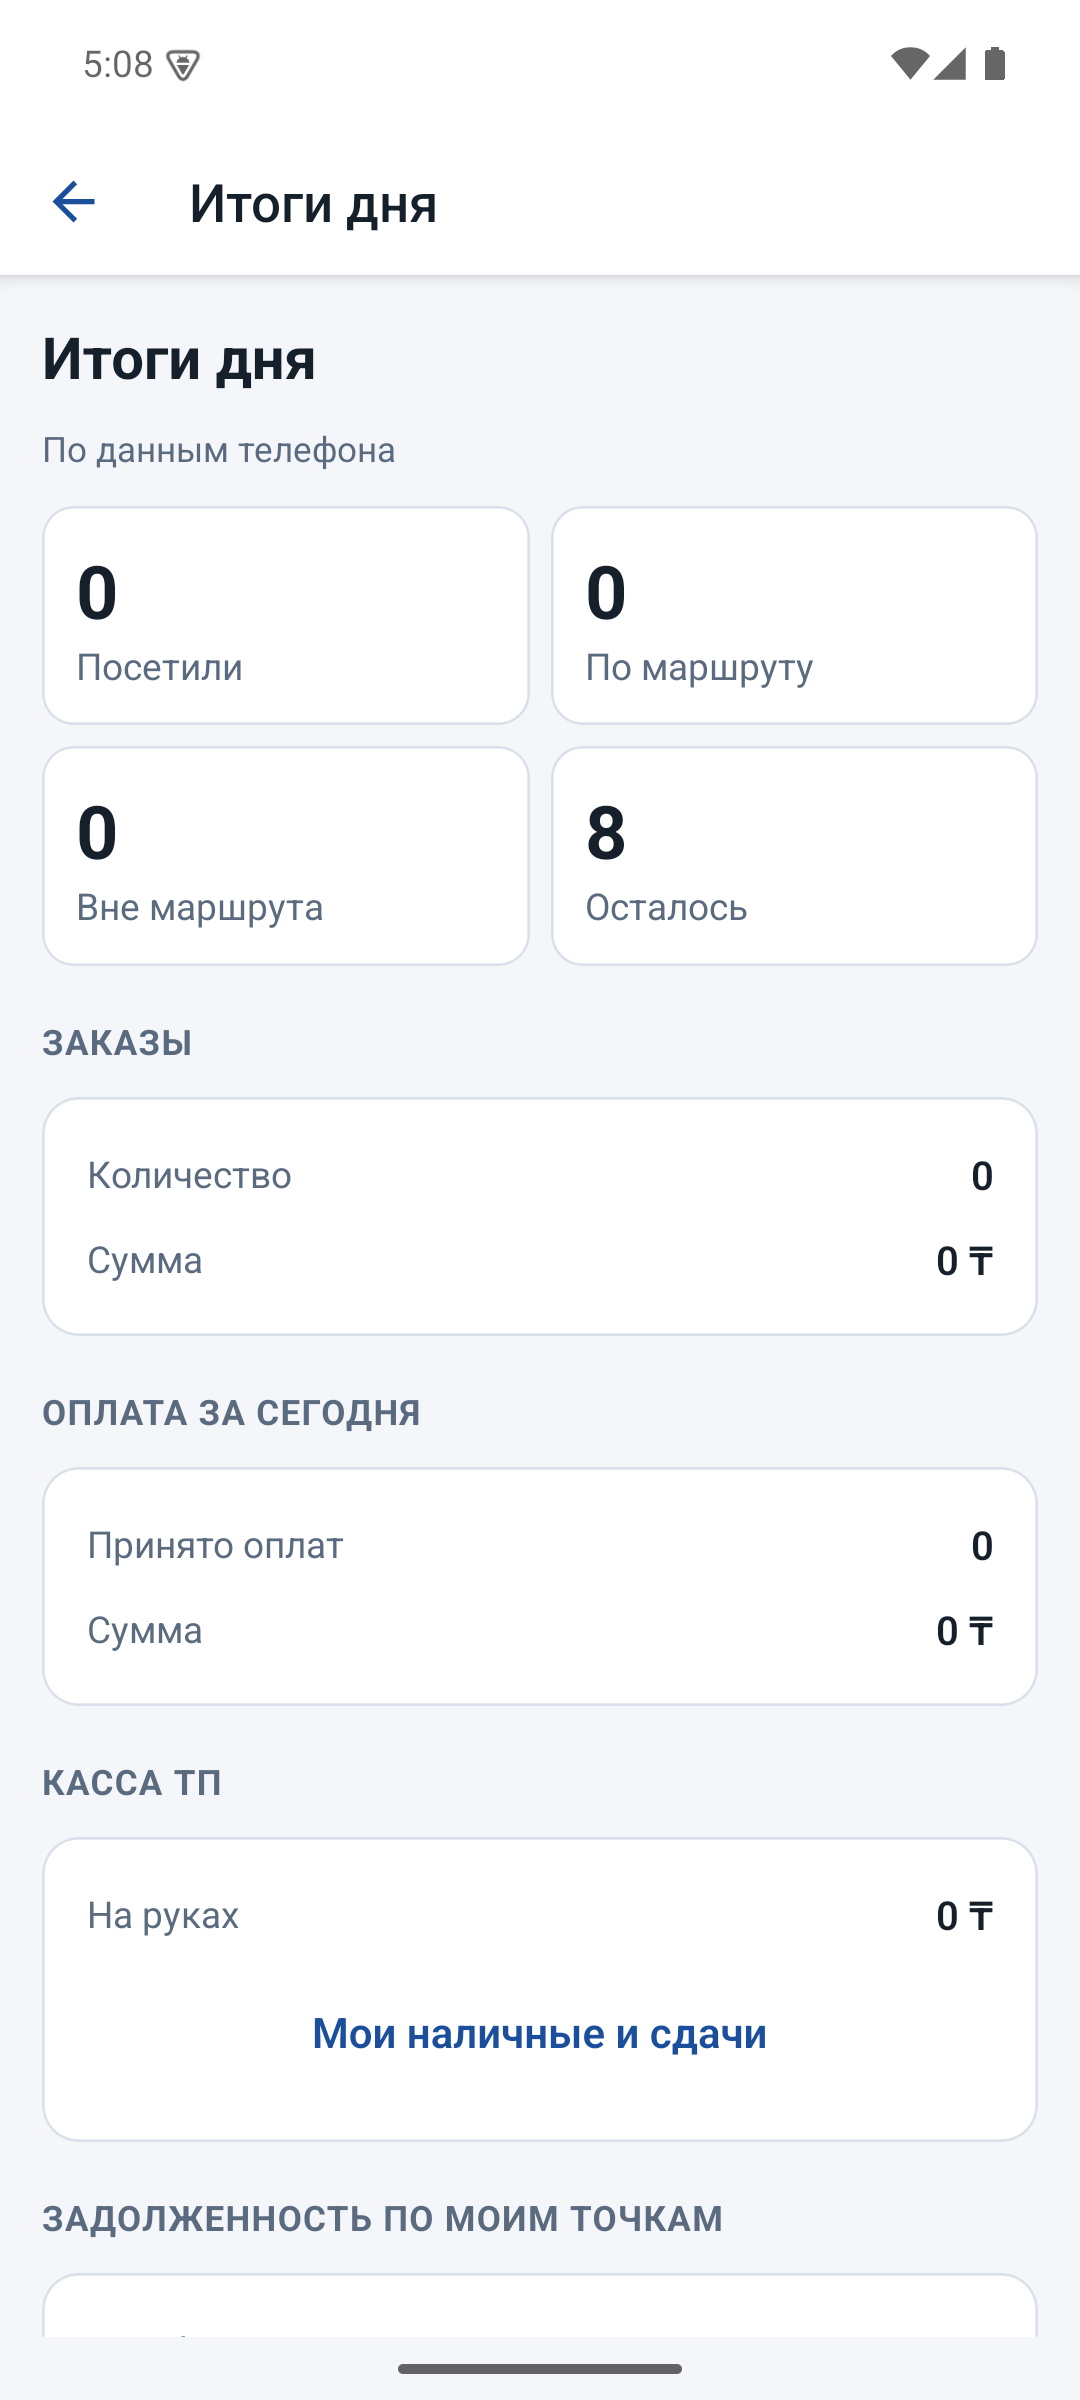 5:08
Итоги дня
Итоги дня
По данным телефона
0
Посетили
0
По маршруту
0
Вне маршрута
8
Осталось
ЗАКАЗЫ
Количество 0
Сумма 0 ₸
ОПЛАТА ЗА СЕГОДНЯ
Принято оплат 0
Сумма 0 ₸
КАССА ТП
На руках 0 ₸
Мои наличные и сдачи
ЗАДОЛЖЕННОСТЬ ПО МОИМ ТОЧКАМ